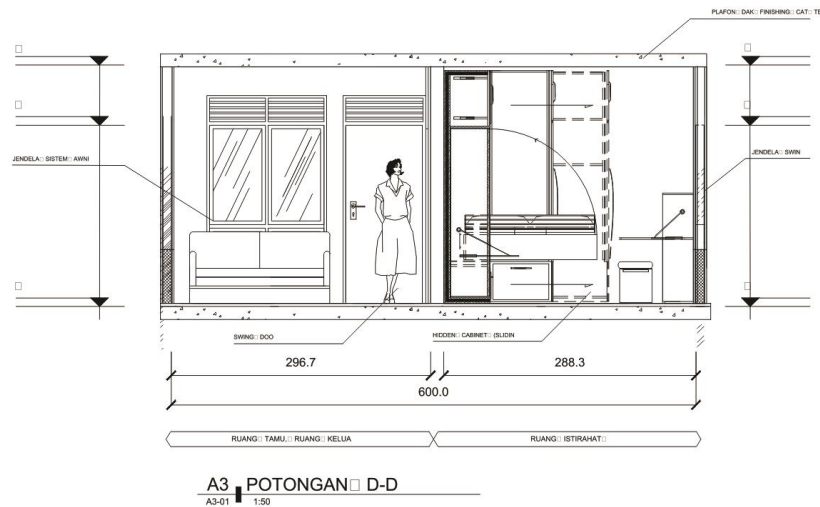 PLAFON□ DAK□ FINISHING□ CAT□ TE
JENDELA□ SISTEM□ AWNI
JENDELA□ SWIN
SWING□ DOO
HIDDEN□ CABINET□ (SLIDIN
296.7
288.3
600.0
RUANG□ TAMU,□ RUANG□ KELUA
RUANG□ ISTIRAHAT□
A3 POTONGAN□ D-D
A3-01 1:50